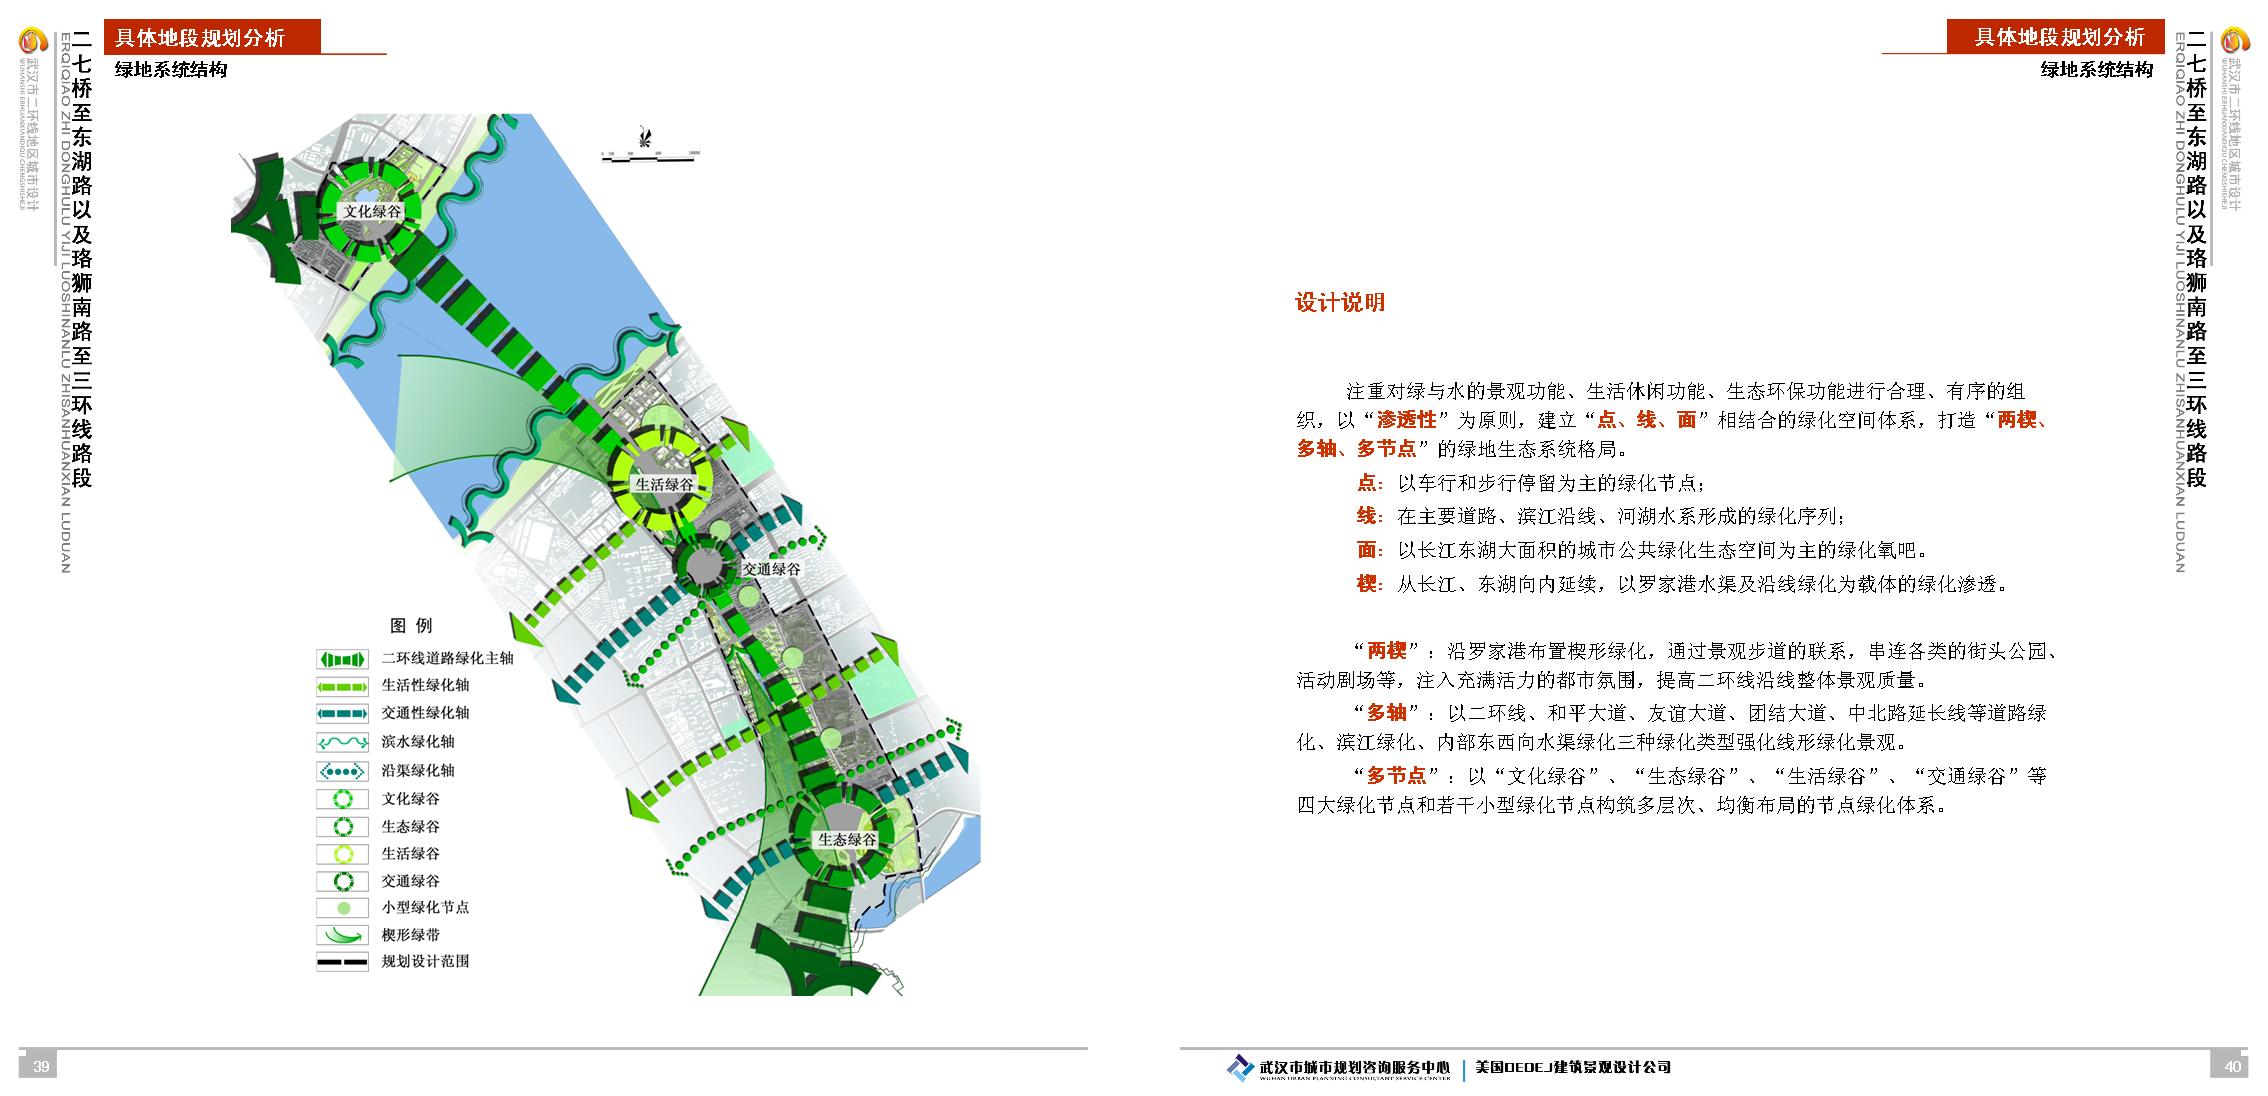 具体地段规划分析
绿地系统结构
武汉市二环线地区城市设计
WUHANSHI ERHUANXIANDIQU CHENGSHISHEJI
二七桥至东湖路以及珞狮南路至三环线路段
ERQIQIAO ZHI DONGHULU YIJI LUOSHINANLU ZHISANHUANXIAN LUDUAN
文化绿谷
生活绿谷
交通绿谷
生态绿谷
图 例
二环线道路绿化主轴
生活性绿化轴
交通性绿化轴
滨水绿化轴
沿渠绿化轴
文化绿谷
生态绿谷
生活绿谷
交通绿谷
小型绿化节点
楔形绿带
规划设计范围
39
具体地段规划分析
绿地系统结构
设计说明
注重对绿与水的景观功能、生活休闲功能、生态环保功能进行合理、有序的组
织，以“渗透性”为原则，建立“点、线、面”相结合的绿化空间体系，打造“两楔、
多轴、多节点”的绿地生态系统格局。
点：以车行和步行停留为主的绿化节点；
线：在主要道路、滨江沿线、河湖水系形成的绿化序列；
面：以长江东湖大面积的城市公共绿化生态空间为主的绿化氧吧。
楔：从长江、东湖向内延续，以罗家港水渠及沿线绿化为载体的绿化渗透。
“两楔”：沿罗家港布置楔形绿化，通过景观步道的联系，串连各类的街头公园、
活动剧场等，注入充满活力的都市氛围，提高二环线沿线整体景观质量。
“多轴”：以二环线、和平大道、友谊大道、团结大道、中北路延长线等道路绿
化、滨江绿化、内部东西向水渠绿化三种绿化类型强化线形绿化景观。
“多节点”：以“文化绿谷”、“生态绿谷”、“生活绿谷”、“交通绿谷”等
四大绿化节点和若干小型绿化节点构筑多层次、均衡布局的节点绿化体系。
二七桥至东湖路以及珞狮南路至三环线路段
ERQIQIAO ZHI DONGHULU YIJI LUOSHINANLU ZHISANHUANXIAN LUDUAN
武汉市二环线地区城市设计
WUHANSHI ERHUANXIANDIQU CHENGSHISHEJI
武汉市城市规划咨询服务中心
WUHAN URBAN PLANNING CONSULTANT SERVICE CENTER
美国DEDEJ建筑景观设计公司
40